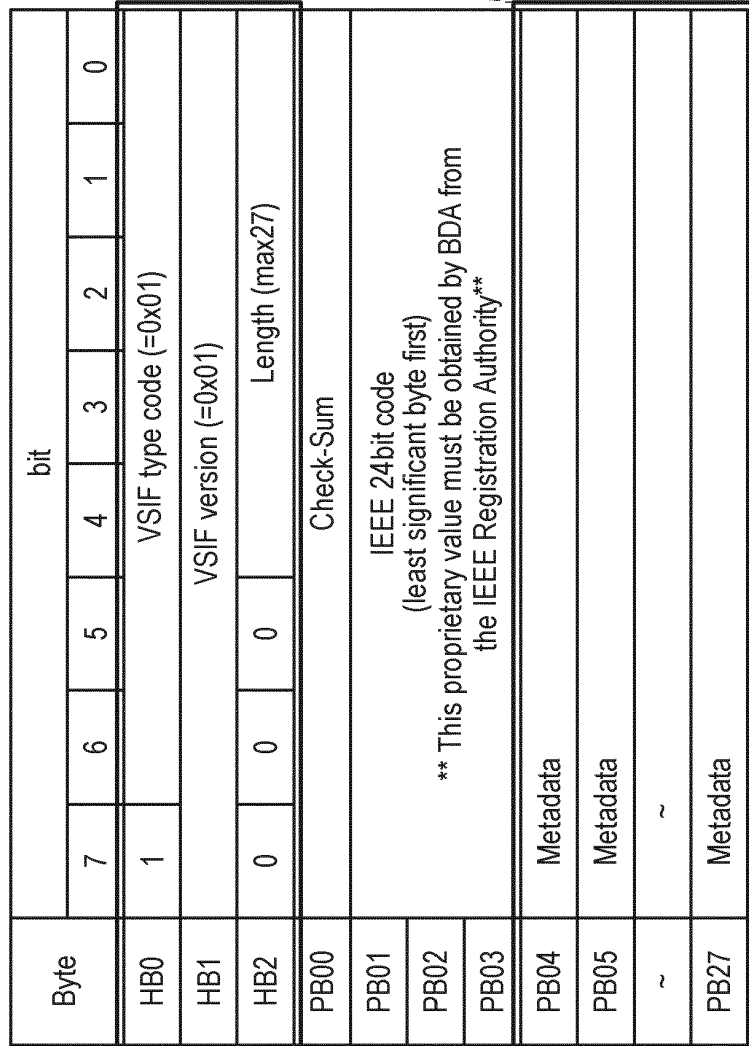 Byte bit
7 6 5 4 3 2 1 0
HB0 1 VSIF type code (=0x01)
HB1 VSIF version (=0x01)
HB2 0 0 0 Length (max27)
PB00 Check-Sum
PB01 IEEE 24bit code
PB02 (least significant byte first)
** This proprietary value must be obtained by BDA from
PB03 the IEEE Registration Authority**
PB04 Metadata
PB05 Metadata
~ ~
PB27 Metadata